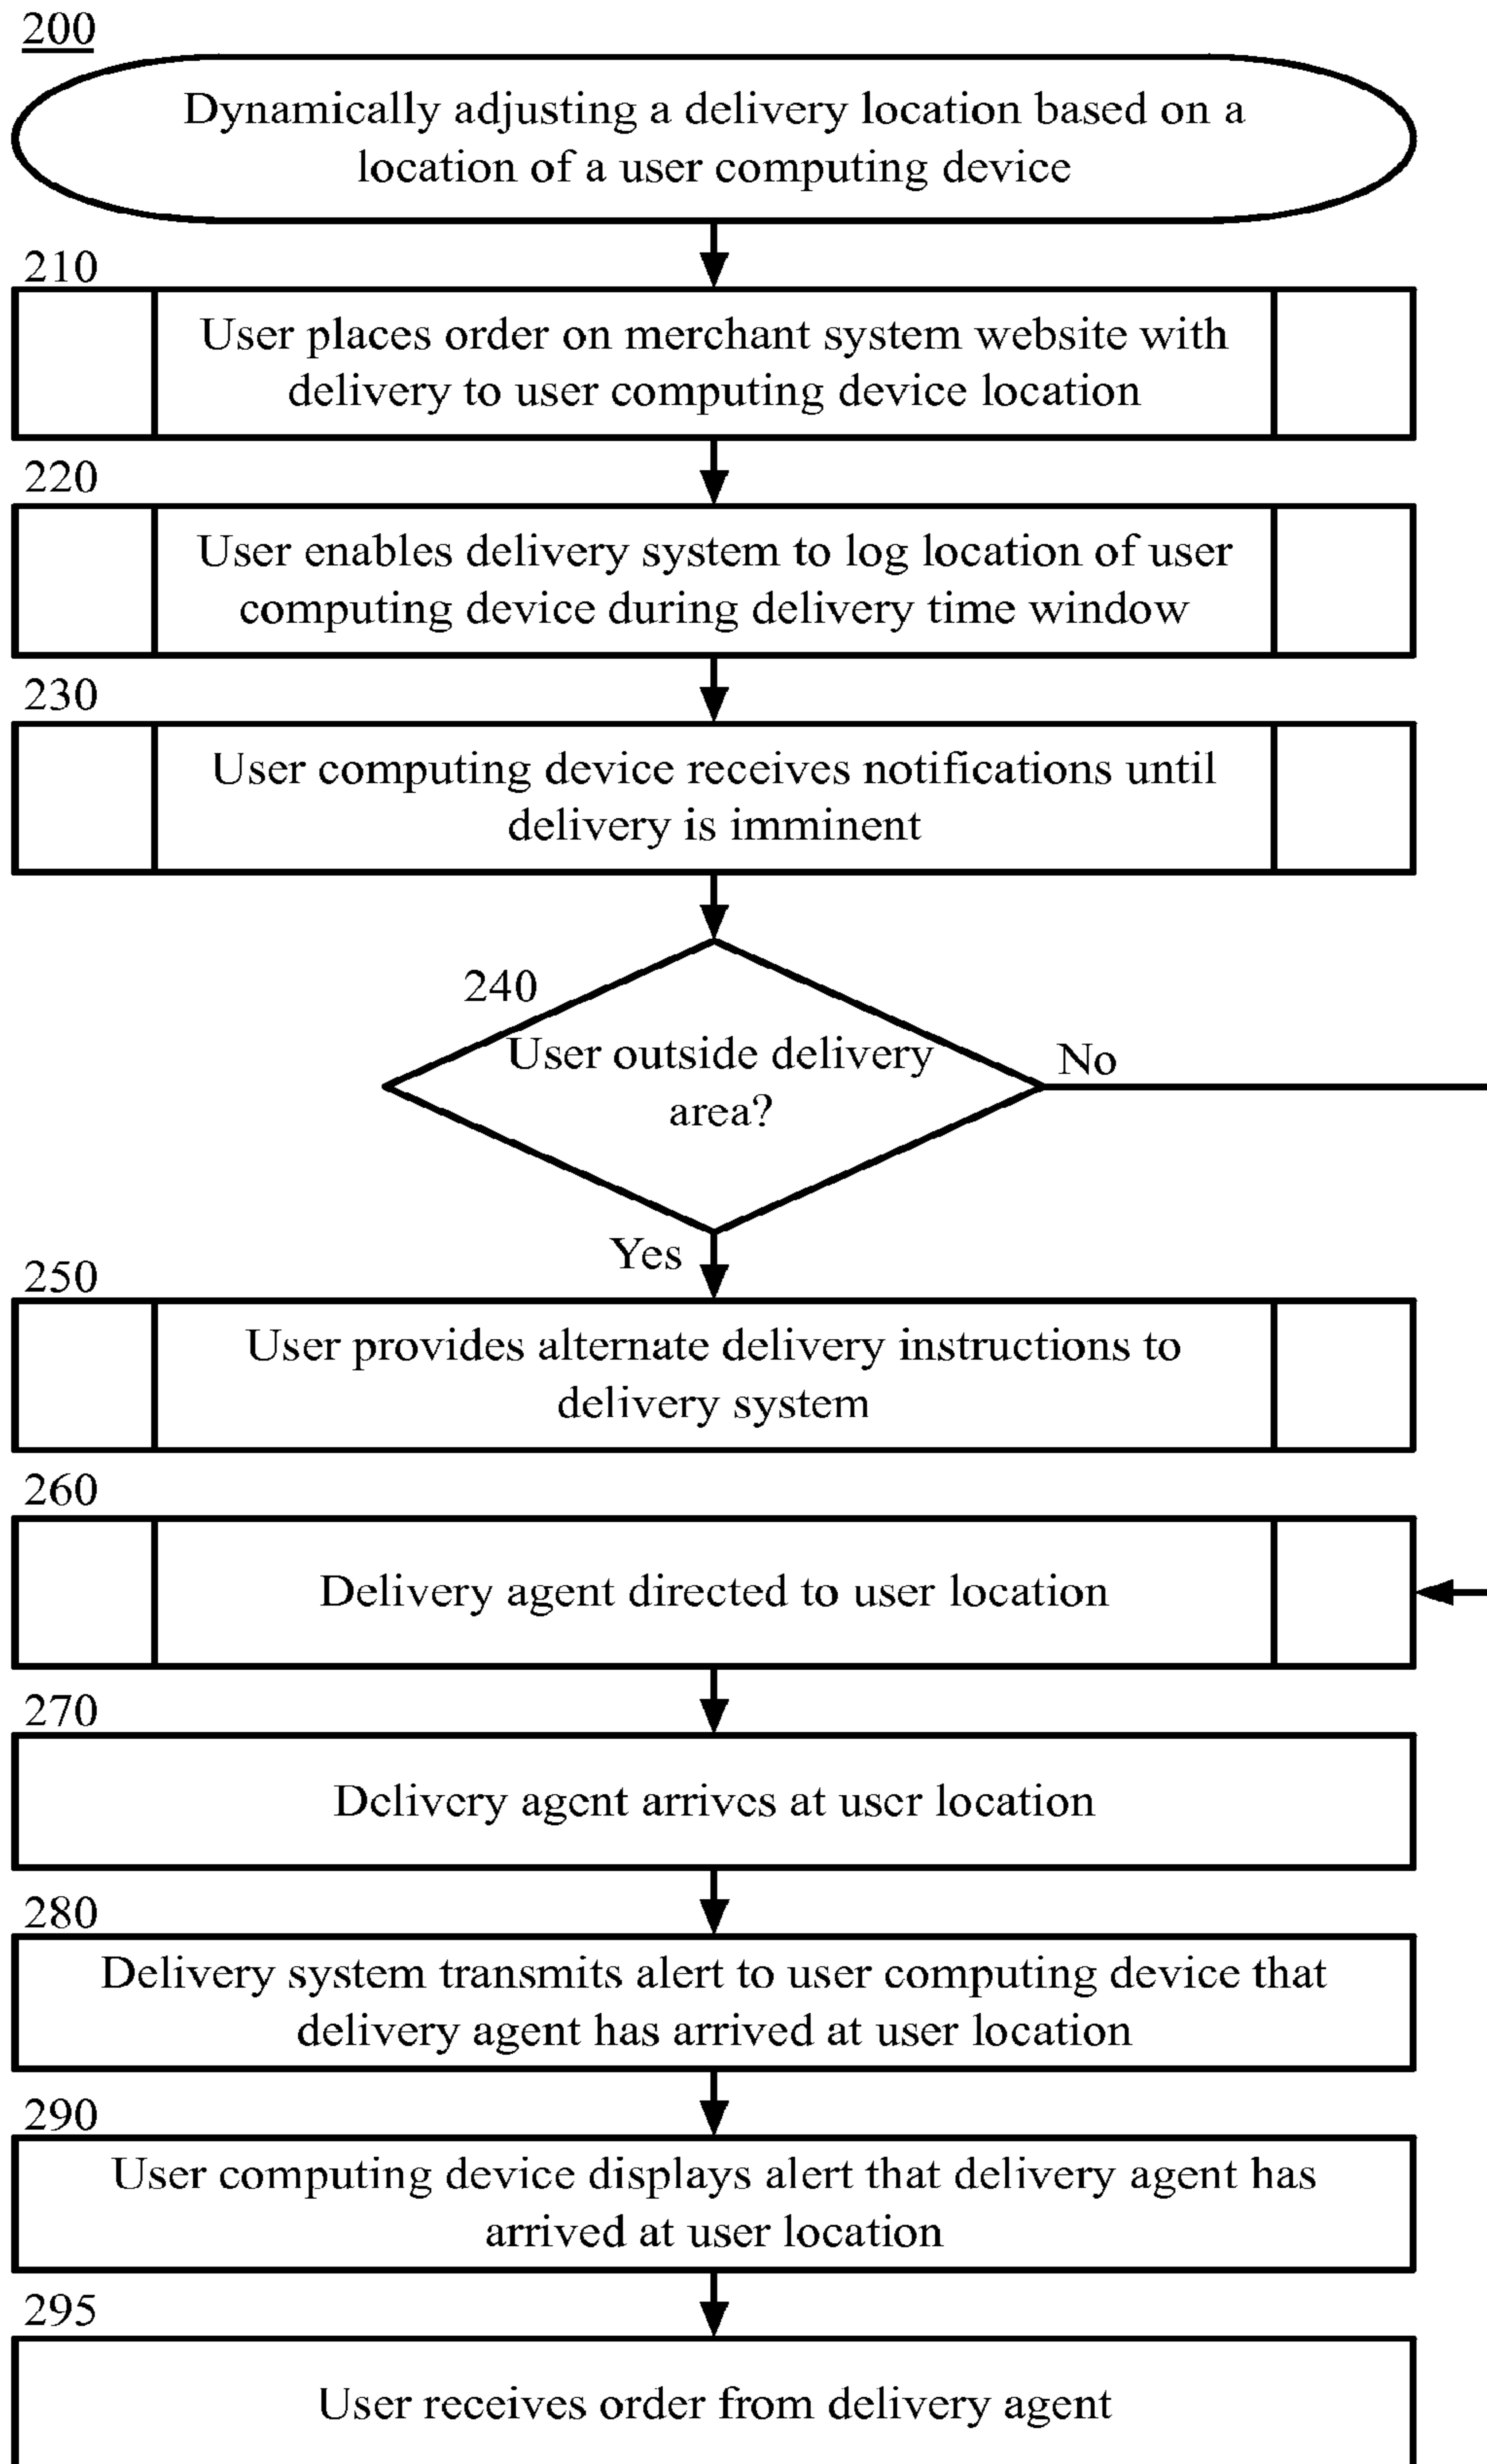 200
Dynamically adjusting a delivery location based on a
location of a user computing device
210
User places order on merchant system website with
delivery to user computing device location
220
User enables delivery system to log location of user
computing device during delivery time window
230
User computing device receives notifications until
delivery is imminent
240
User outside delivery
area?
No
Yes
250
User provides alternate delivery instructions to
delivery system
260
Delivery agent directed to user location
270
Delivery agent arrives at user location
280
Delivery system transmits alert to user computing device that
delivery agent has arrived at user location
290
User computing device displays alert that delivery agent has
arrived at user location
295
User receives order from delivery agent